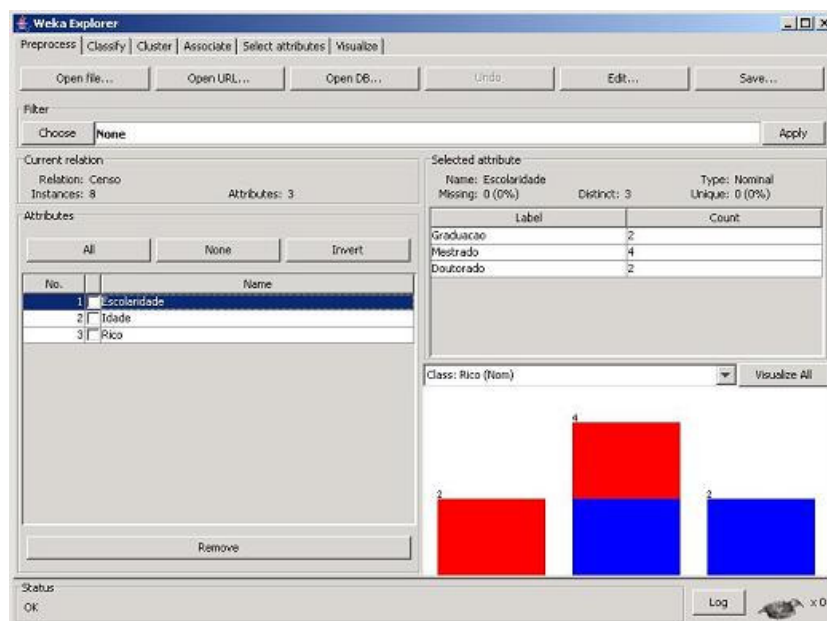 Weka Explorer
Preprocess Classify Cluster Associate Select attributes Visualize
Open file... Open URL... Open DB... Undo Edit... Save...
Filter
Choose None Apply
Current relation
Relation: Censo
Instances: 8 Attributes: 3
Attributes
All None Invert
No. Name
1 Escolaridade
2 Idade
3 Rico
Remove
Selected attribute
Name: Escolaridade Type: Nominal
Missing: 0 (0%) Distinct: 3 Unique: 0 (0%)
Label Count
Graduacao 2
Mestrado 4
Doutorado 2
Class: Rico (Nom) Visualize All
4
2 2
Status
OK Log x 0